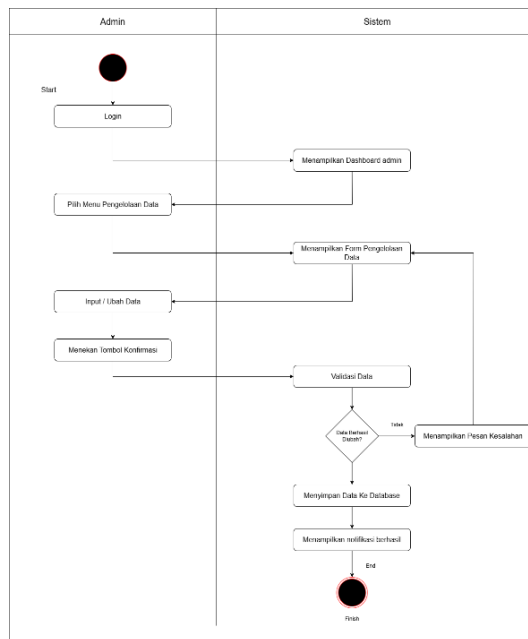 Admin
Sistem
Start
Login
Menampilkan Dashboard admin
Pilih Menu Pengelolaan Data
Menampilkan Form Pengelolaan
Data
Input / Ubah Data
Menekan Tombol Konfirmasi
Validasi Data
Data Berhasil
Diubah?
Tidak
Menampilkan Pesan Kesalahan
Menyimpan Data Ke Database
Menampilkan notifikasi berhasil
End
Finish